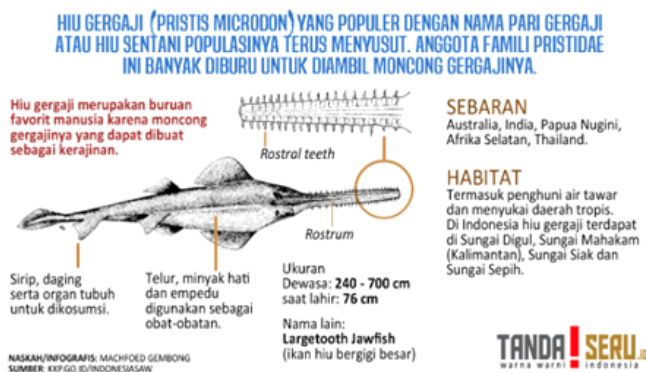 HIU GERGAJI (PRISTIS MICRODON) YANG POPULER DENGAN NAMA PARI GERGAJI
ATAU HIU SENTANI POPULASINYA TERUS MENYUSUT. ANGGOTA FAMILI PRISTIDAE
INI BANYAK DIBURU UNTUK DIAMBIL MONCONG GERGAJINYA.
Hiu gergaji merupakan buruan
favorit manusia karena moncong
gergajinya yang dapat dibuat
sebagai kerajinan.
Rostral teeth
Rostrum
Sirip, daging
serta organ tubuh
untuk dikosumsi.
Telur, minyak hati
dan empedu
digunakan sebagai
obat-obatan.
Ukuran
Dewasa: 240 - 700 cm
saat lahir: 76 cm
Nama lain:
Largetooth Jawfish
(ikan hiu bergigi besar)
SEBARAN
Australia, India, Papua Nugini,
Afrika Selatan, Thailand.
HABITAT
Termasuk penghuni air tawar
dan menyukai daerah tropis.
Di Indonesia hiu gergaji terdapat
di Sungai Digul, Sungai Mahakam
(Kalimantan), Sungai Siak dan
Sungai Sepih.
NASKAH/INFOGRAFIS: MACHFOED GEMBONG
SUMBER: KKP.GO.ID/INDONESIASAW
TANDA!SERU.ID
warna warni indonesia